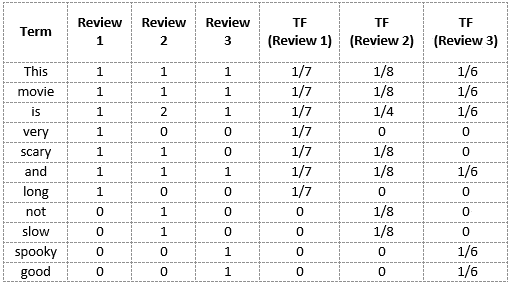 Term Review 1 Review 2 Review 3 TF (Review 1) TF (Review 2) TF (Review 3)
This 1 1 1 1/7 1/8 1/6
movie 1 1 1 1/7 1/8 1/6
is 1 2 1 1/7 1/4 1/6
very 1 0 0 1/7 0 0
scary 1 1 0 1/7 1/8 0
and 1 1 1 1/7 1/8 1/6
long 1 0 0 1/7 0 0
not 0 1 0 0 1/8 0
slow 0 1 0 0 1/8 0
spooky 0 0 1 0 0 1/6
good 0 0 1 0 0 1/6